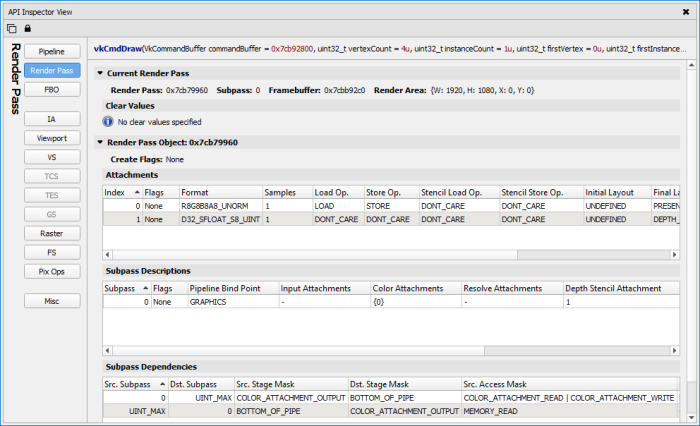 API Inspector View
Render Pass
Pipeline
Render Pass
FBO
IA
Viewport
VS
TCS
TES
GS
Raster
FS
Pix Ops
Misc
vkCmdDraw(VkCommandBuffer commandBuffer = 0x7cb92800, uint32_t vertexCount = 4u, uint32_t instanceCount = 1u, uint32_t firstVertex = 0u, uint32_t firstInstance...
Current Render Pass
Render Pass: 0x7cb79960 Subpass: 0 Framebuffer: 0x7cbb92c0 Render Area: {W: 1920, H: 1080, X: 0, Y: 0}
Clear Values
No clear values specified
Render Pass Object: 0x7cb79960
Create Flags: None
Attachments
Index Flags Format Samples Load Op. Store Op. Stencil Load Op. Stencil Store Op. Initial Layout Final La
0 None R8G8B8A8_UNORM 1 LOAD STORE DONT_CARE DONT_CARE UNDEFINED PRESEN
1 None D32_SFLOAT_S8_UINT 1 DONT_CARE DONT_CARE DONT_CARE DONT_CARE UNDEFINED DEPTH_
Subpass Descriptions
Subpass Flags Pipeline Bind Point Input Attachments Color Attachments Resolve Attachments Depth Stencil Attachment
0 None GRAPHICS - {0} - 1
Subpass Dependencies
Src. Subpass Dst. Subpass Src. Stage Mask Dst. Stage Mask Src. Access Mask
0 UINT_MAX COLOR_ATTACHMENT_OUTPUT BOTTOM_OF_PIPE COLOR_ATTACHMENT_READ | COLOR_ATTACHMENT_WRITE
UINT_MAX 0 BOTTOM_OF_PIPE COLOR_ATTACHMENT_OUTPUT MEMORY_READ